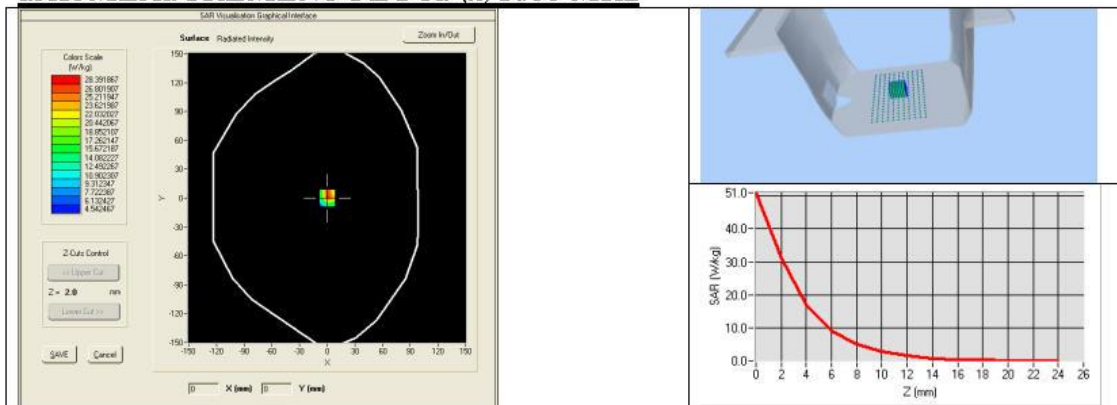 SAR Visualisation Graphical Interface
Surface Radiated Intensity
Zoom In/Out
Colors Scale
(W/kg)
28.391867
26.801907
25.211947
23.621987
22.032027
20.442067
18.852107
17.262147
15.672187
14.082227
12.492267
10.902307
9.312347
7.722387
6.132427
4.542467
Z-Cuts Control
<< Upper Cut
Z = 2.0 mm
Lower Cut >>
SAVE Cancel
150
120
90
60
30
0
-30
-60
-90
-120
-150
Y
-150 -120 -90 -60 -30 0 30 60 90 120 150
X
0 X (mm) 0 Y (mm)
51.0
40.0
30.0
20.0
10.0
0.0
SAR (W/kg)
0 2 4 6 8 10 12 14 16 18 20 22 24 26
Z (mm)